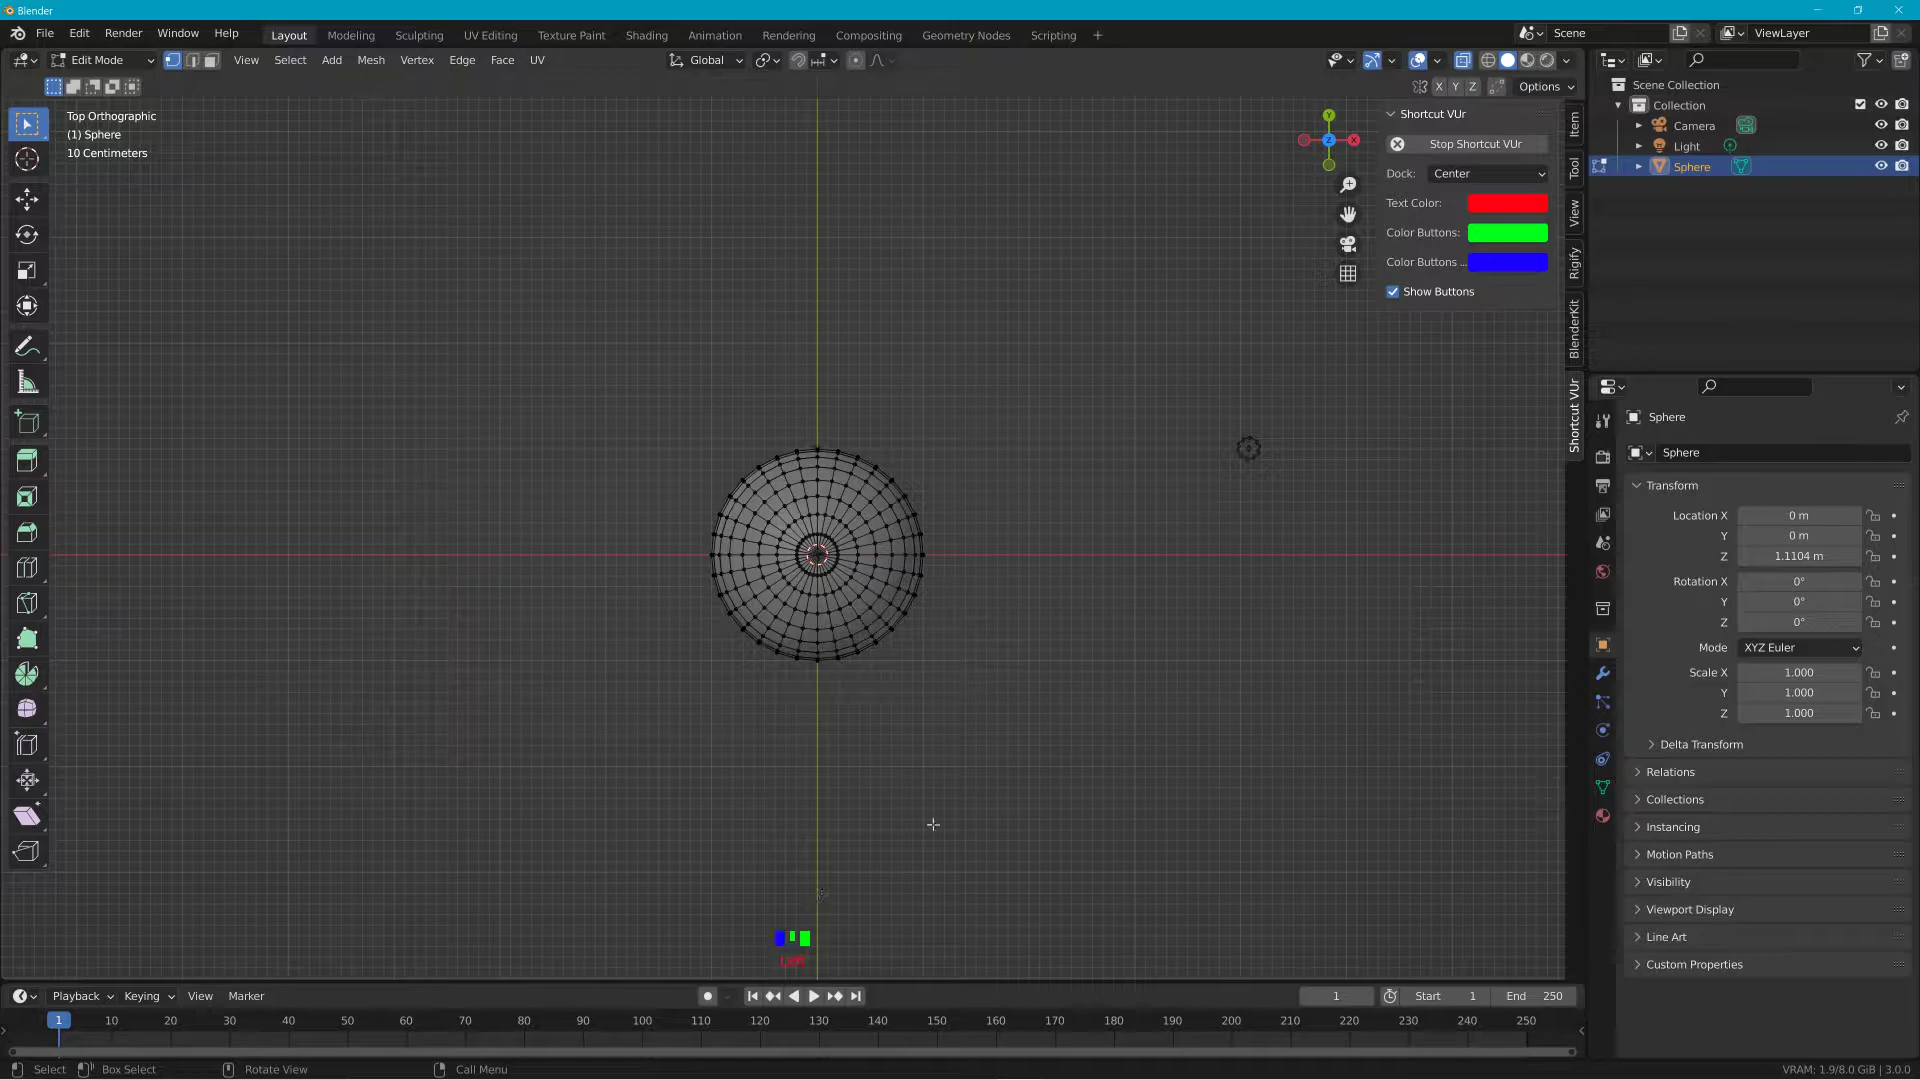 Blender
File Edit Render Window Help Layout Modeling Sculpting UV Editing Texture Paint Shading Animation Rendering Compositing Geometry Nodes Scripting + Scene ViewLayer
Edit Mode View Select Add Mesh Vertex Edge Face UV Global
X Y Z Options
Top Orthographic
(1) Sphere
10 Centimeters
Y
X
Z
Shortcut VUr
Stop Shortcut VUr
Dock: Center
Text Color:
Color Buttons:
Color Buttons ...
Show Buttons
Item
Tool
View
Rigify
BlenderKit
Shortcut VUr
Scene Collection
Collection
Camera
Light
Sphere
Sphere
Sphere
Transform
Location X 0 m
Y 0 m
Z 1.1104 m
Rotation X 0°
Y 0°
Z 0°
Mode XYZ Euler
Scale X 1.000
Y 1.000
Z 1.000
Delta Transform
Relations
Collections
Instancing
Motion Paths
Visibility
Viewport Display
Line Art
Custom Properties
Left
Playback Keying View Marker 1 Start 1 End 250
1 10 20 30 40 50 60 70 80 90 100 110 120 130 140 150 160 170 180 190 200 210 220 230 240 250
Select Box Select Rotate View Call Menu VRAM: 1.9/8.0 GiB | 3.0.0